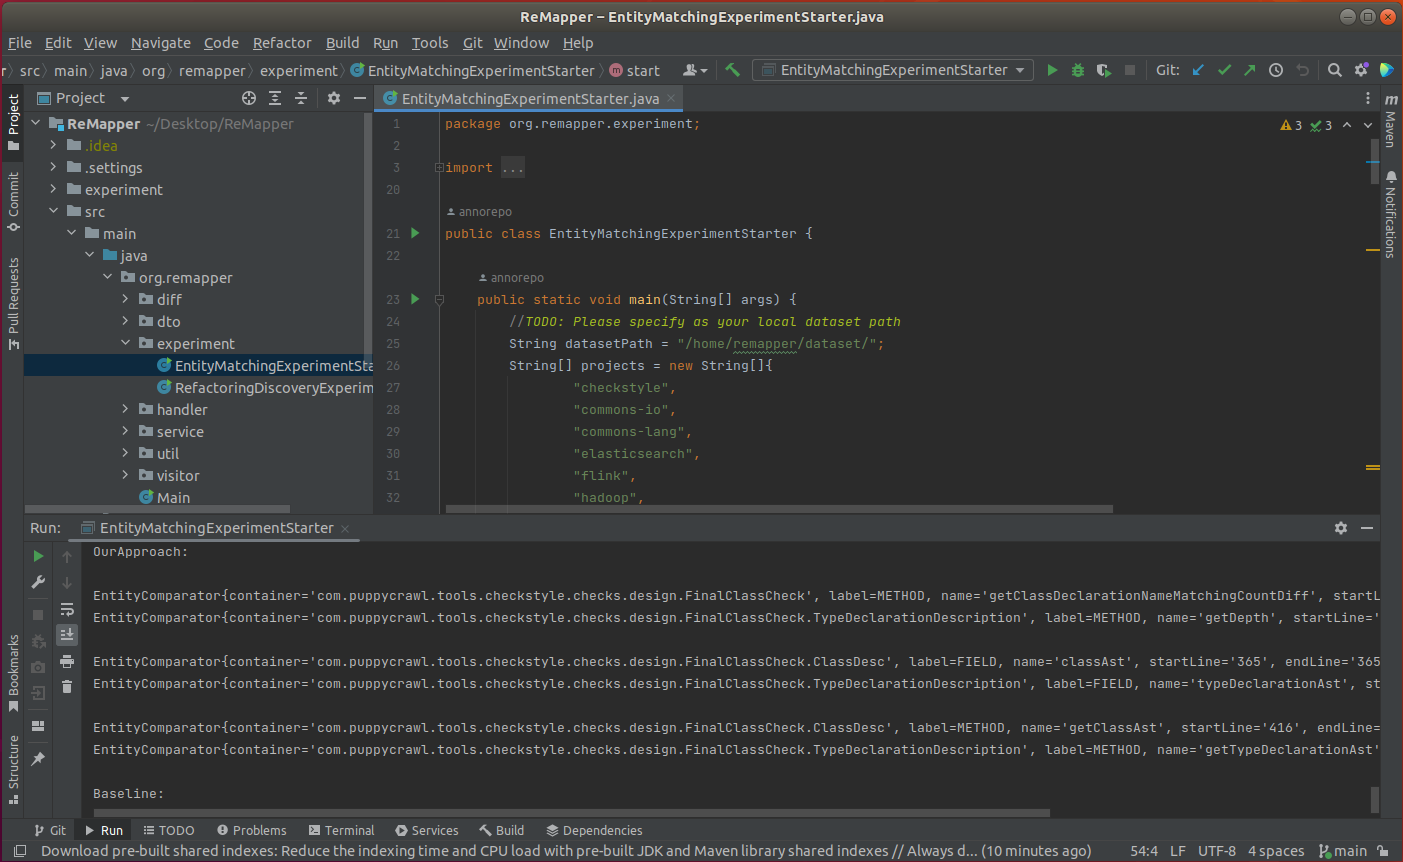 ReMapper – EntityMatchingExperimentStarter.java
File Edit View Navigate Code Refactor Build Run Tools Git Window Help
r src main java org remapper experiment EntityMatchingExperimentStarter m start EntityMatchingExperimentStarter Git:
Project
EntityMatchingExperimentStarter.java
ReMapper ~/Desktop/ReMapper
.idea
.settings
experiment
src
main
java
org.remapper
diff
dto
experiment
EntityMatchingExperimentSta
RefactoringDiscoveryExperim
handler
service
util
visitor
Main
1 package org.remapper.experiment;
3 3
2
3 import ...
20
annorepo
21 public class EntityMatchingExperimentStarter {
22
annorepo
23 public static void main(String[] args) {
24 //TODO: Please specify as your local dataset path
25 String datasetPath = "/home/remapper/dataset/";
26 String[] projects = new String[]{
27 "checkstyle",
28 "commons-io",
29 "commons-lang",
30 "elasticsearch",
31 "flink",
32 "hadoop",
Project
Commit
Pull Requests
Bookmarks
Structure
m Maven
Notifications
Run: EntityMatchingExperimentStarter
OurApproach:
EntityComparator{container='com.puppycrawl.tools.checkstyle.checks.design.FinalClassCheck', label=METHOD, name='getClassDeclarationNameMatchingCountDiff', startL
EntityComparator{container='com.puppycrawl.tools.checkstyle.checks.design.FinalClassCheck.TypeDeclarationDescription', label=METHOD, name='getDepth', startLine='
EntityComparator{container='com.puppycrawl.tools.checkstyle.checks.design.FinalClassCheck.ClassDesc', label=FIELD, name='classAst', startLine='365', endLine='365
EntityComparator{container='com.puppycrawl.tools.checkstyle.checks.design.FinalClassCheck.TypeDeclarationDescription', label=FIELD, name='typeDeclarationAst', st
EntityComparator{container='com.puppycrawl.tools.checkstyle.checks.design.FinalClassCheck.ClassDesc', label=METHOD, name='getClassAst', startLine='416', endLine=
EntityComparator{container='com.puppycrawl.tools.checkstyle.checks.design.FinalClassCheck.TypeDeclarationDescription', label=METHOD, name='getTypeDeclarationAst'
Baseline:
Git Run TODO Problems Terminal Services Build Dependencies
Download pre-built shared indexes: Reduce the indexing time and CPU load with pre-built JDK and Maven library shared indexes // Always d... (10 minutes ago) 54:4 LF UTF-8 4 spaces main